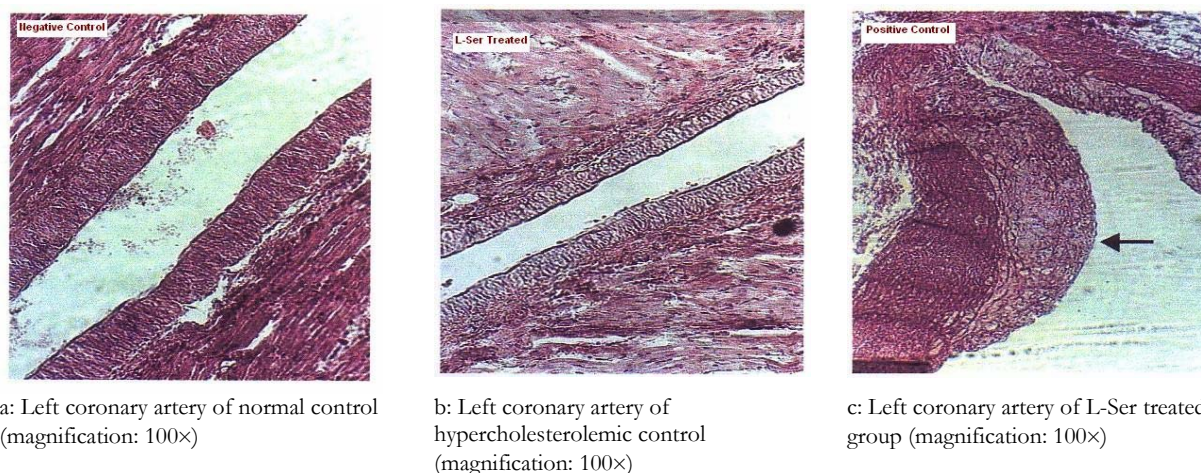 Negative Control
L-Ser Treated
Positive Control
a: Left coronary artery of normal control
(magnification: 100×)
b: Left coronary artery of
hypercholesterolemic control
(magnification: 100×)
c: Left coronary artery of L-Ser treated
group (magnification: 100×)